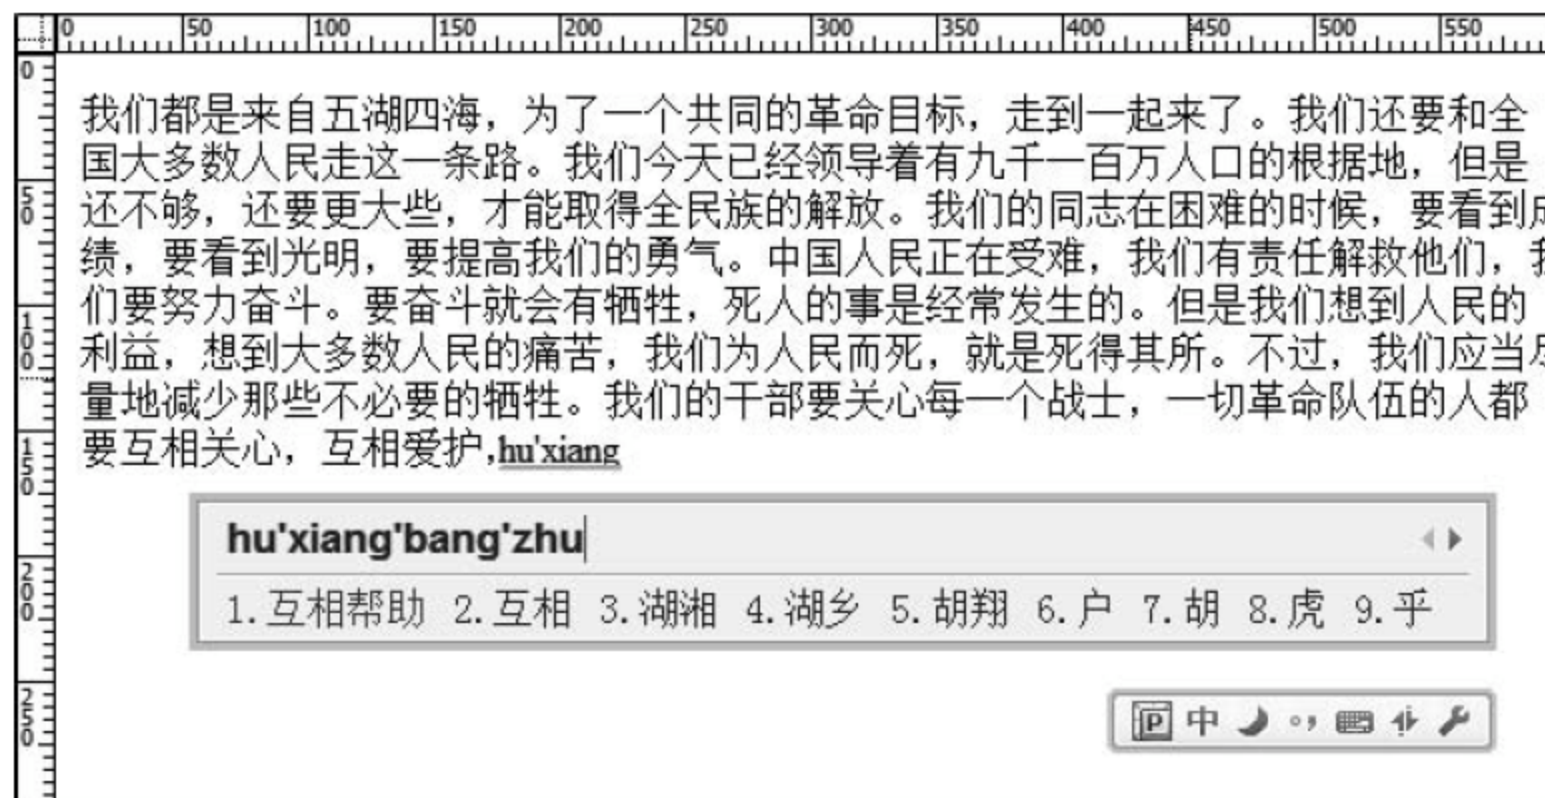 0 50 100 150 200 250 300 350 400 450 500 550
0
50
100
150
200
250
我们都是来自五湖四海，为了一个共同的革命目标，走到一起来了。我们还要和全
国大多数人民走这一条路。我们今天已经领导着有九千一百万人口的根据地，但是
还不够，还要更大些，才能取得全民族的解放。我们的同志在困难的时候，要看到成
绩，要看到光明，要提高我们的勇气。中国人民正在受难，我们有责任解救他们，我
们要努力奋斗。要奋斗就会有牺牲，死人的事是经常发生的。但是我们想到人民的
利益，想到大多数人民的痛苦，我们为人民而死，就是死得其所。不过，我们应当尽
量地减少那些不必要的牺牲。我们的干部要关心每一个战士，一切革命队伍的人都
要互相关心，互相爱护,hu'xiang
hu'xiang'bang'zhu
1.互相帮助 2.互相 3.湖湘 4.湖乡 5.胡翔 6.户 7.胡 8.虎 9.乎
P 中 °,